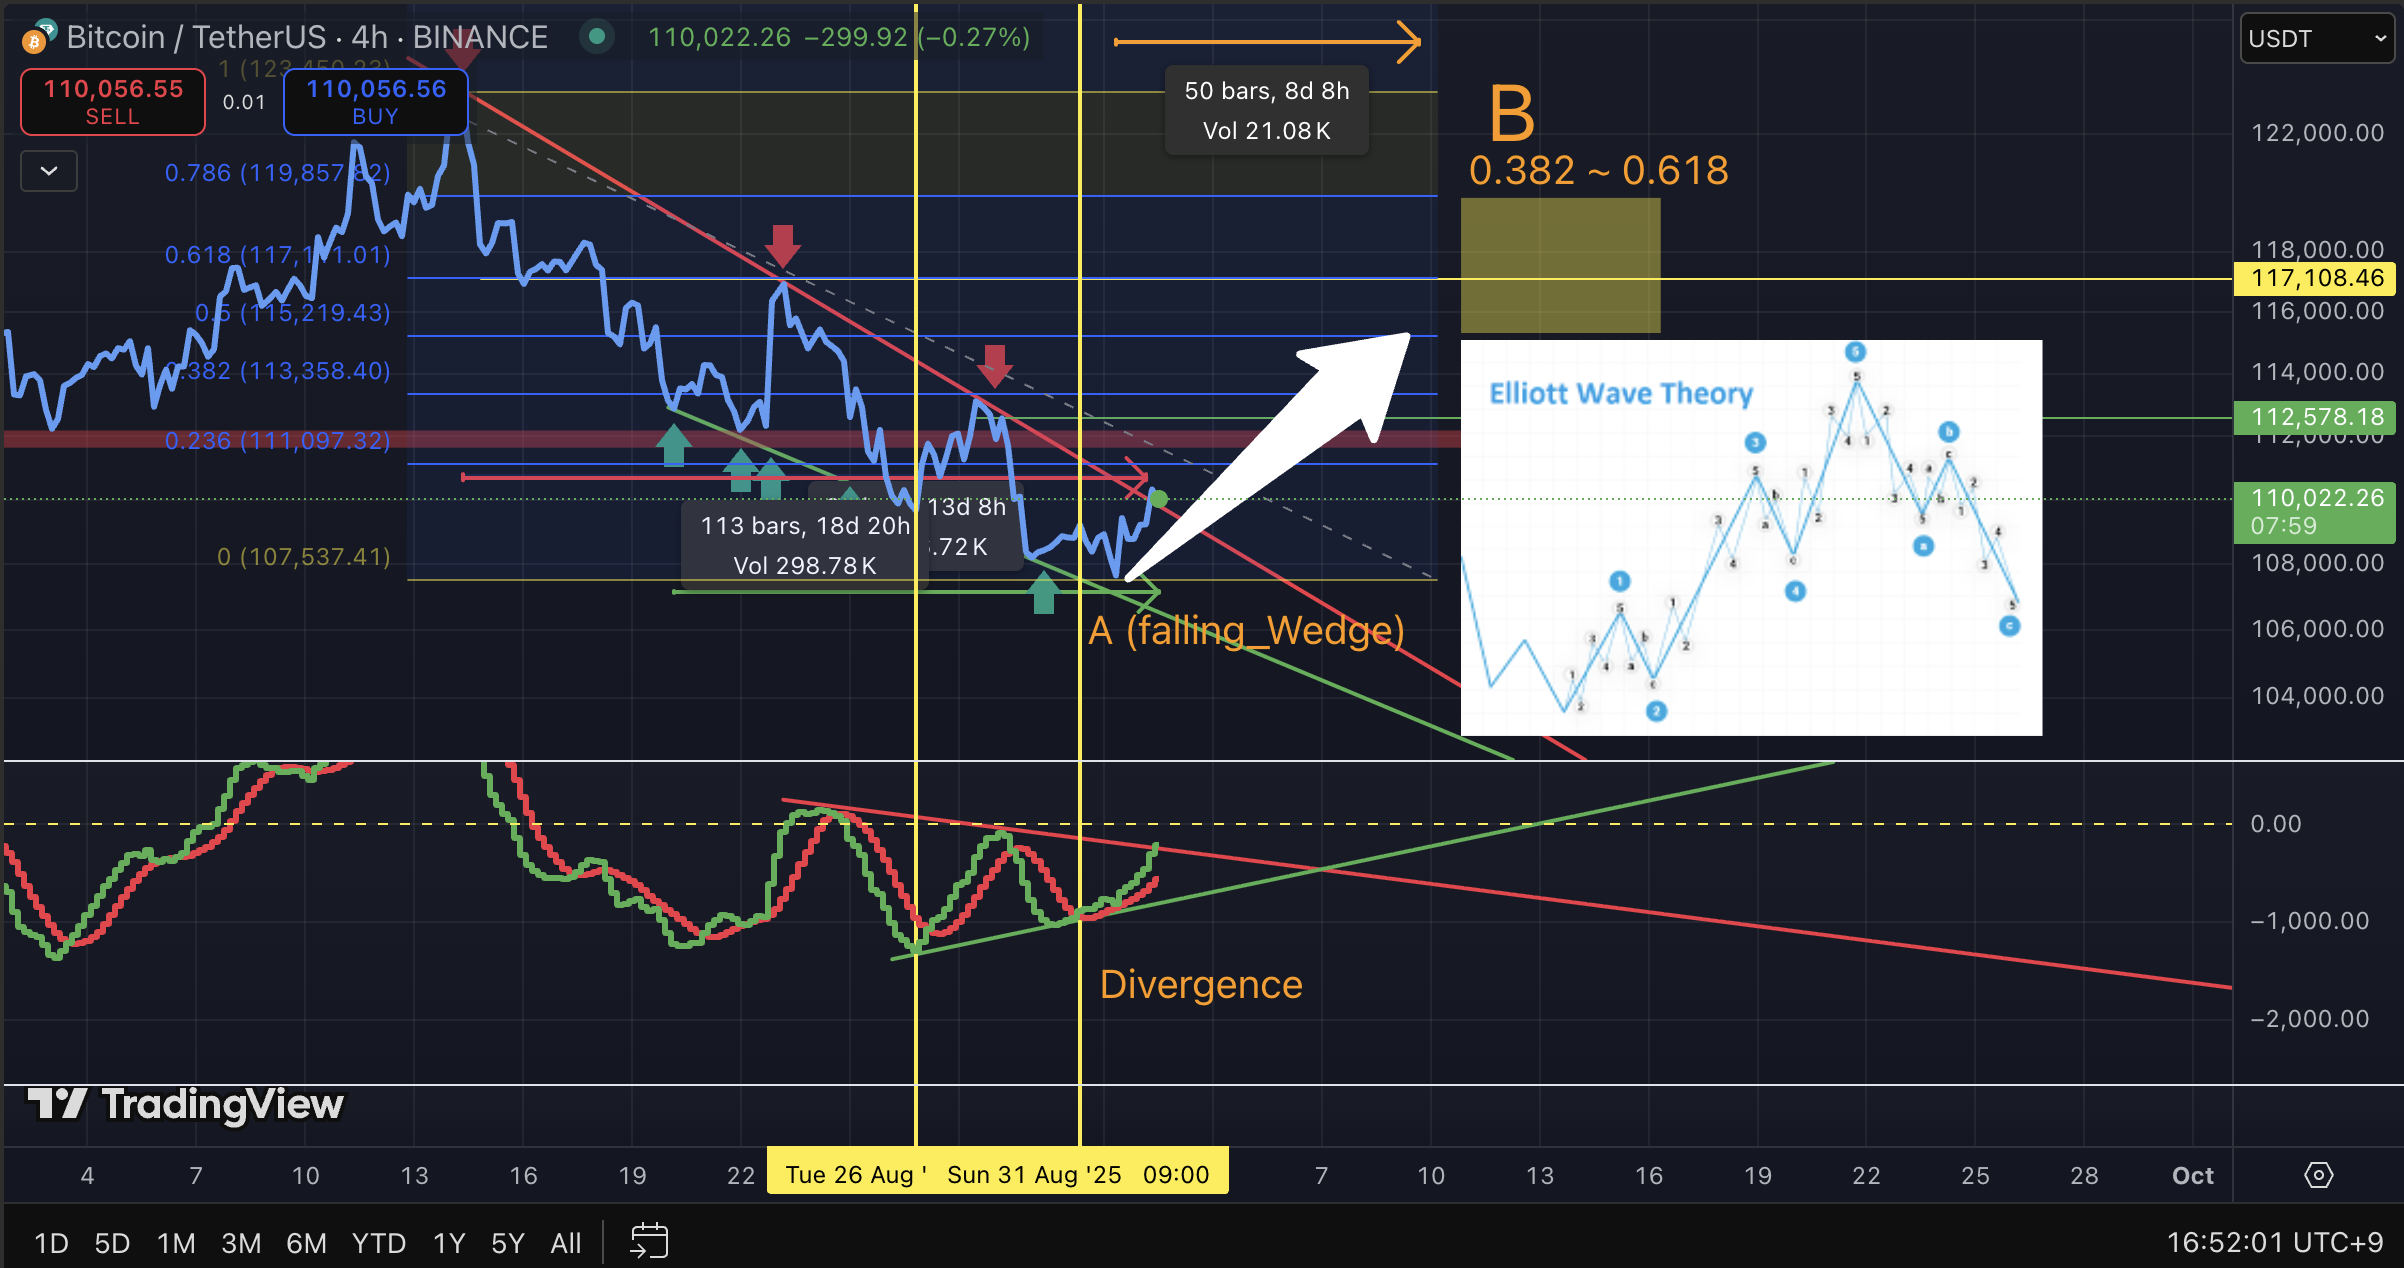 Bitcoin / TetherUS · 4h · BINANCE
110,022.26 −299.92 (−0.27%)
USDT
1 (123,450.23)
110,056.55
SELL
0.01
110,056.56
BUY
50 bars, 8d 8h
Vol 21.08 K
B
0.382 ~ 0.618
0.786 (119,857.82)
0.618 (117,171.01)
0.5 (115,219.43)
0.382 (113,358.40)
0.236 (111,097.32)
0 (107,537.41)
122,000.00
118,000.00
117,108.46
116,000.00
114,000.00
112,578.18
112,000.00
110,022.26
07:59
108,000.00
106,000.00
104,000.00
113 bars, 18d 20h
Vol 298.78 K
13d 8h
.72 K
A (falling_Wedge)
Elliott Wave Theory
1
2
3
4
5
a
b
c
0.00
−1,000.00
−2,000.00
Divergence
TradingView
4 7 10 13 16 19 22 Tue 26 Aug ' Sun 31 Aug '25 09:00 7 10 13 16 19 22 25 28 Oct
1D 5D 1M 3M 6M YTD 1Y 5Y All
16:52:01 UTC+9